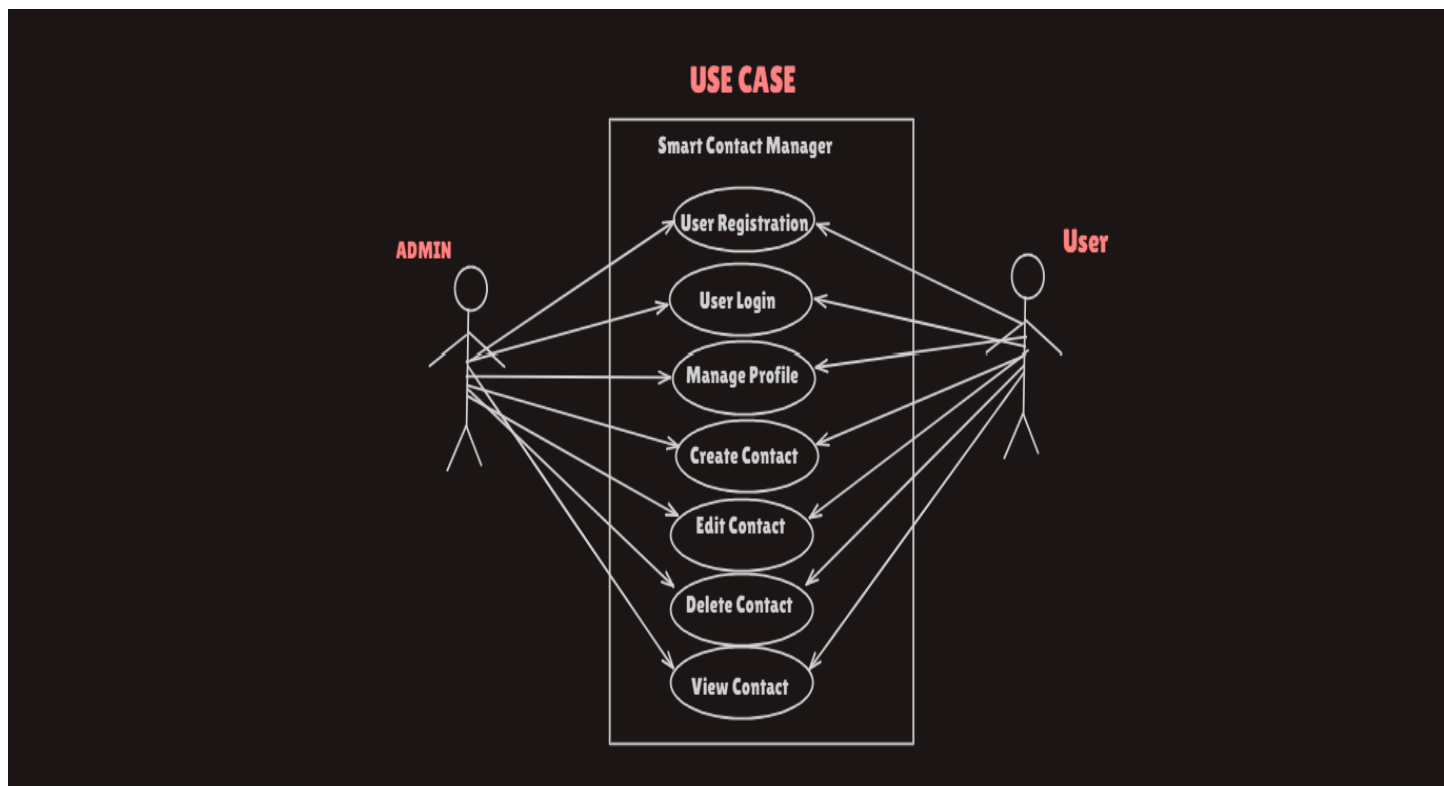 USE CASE
Smart Contact Manager
User Registration
ADMIN
User
User Login
Manage Profile
Create Contact
Edit Contact
Delete Contact
View Contact